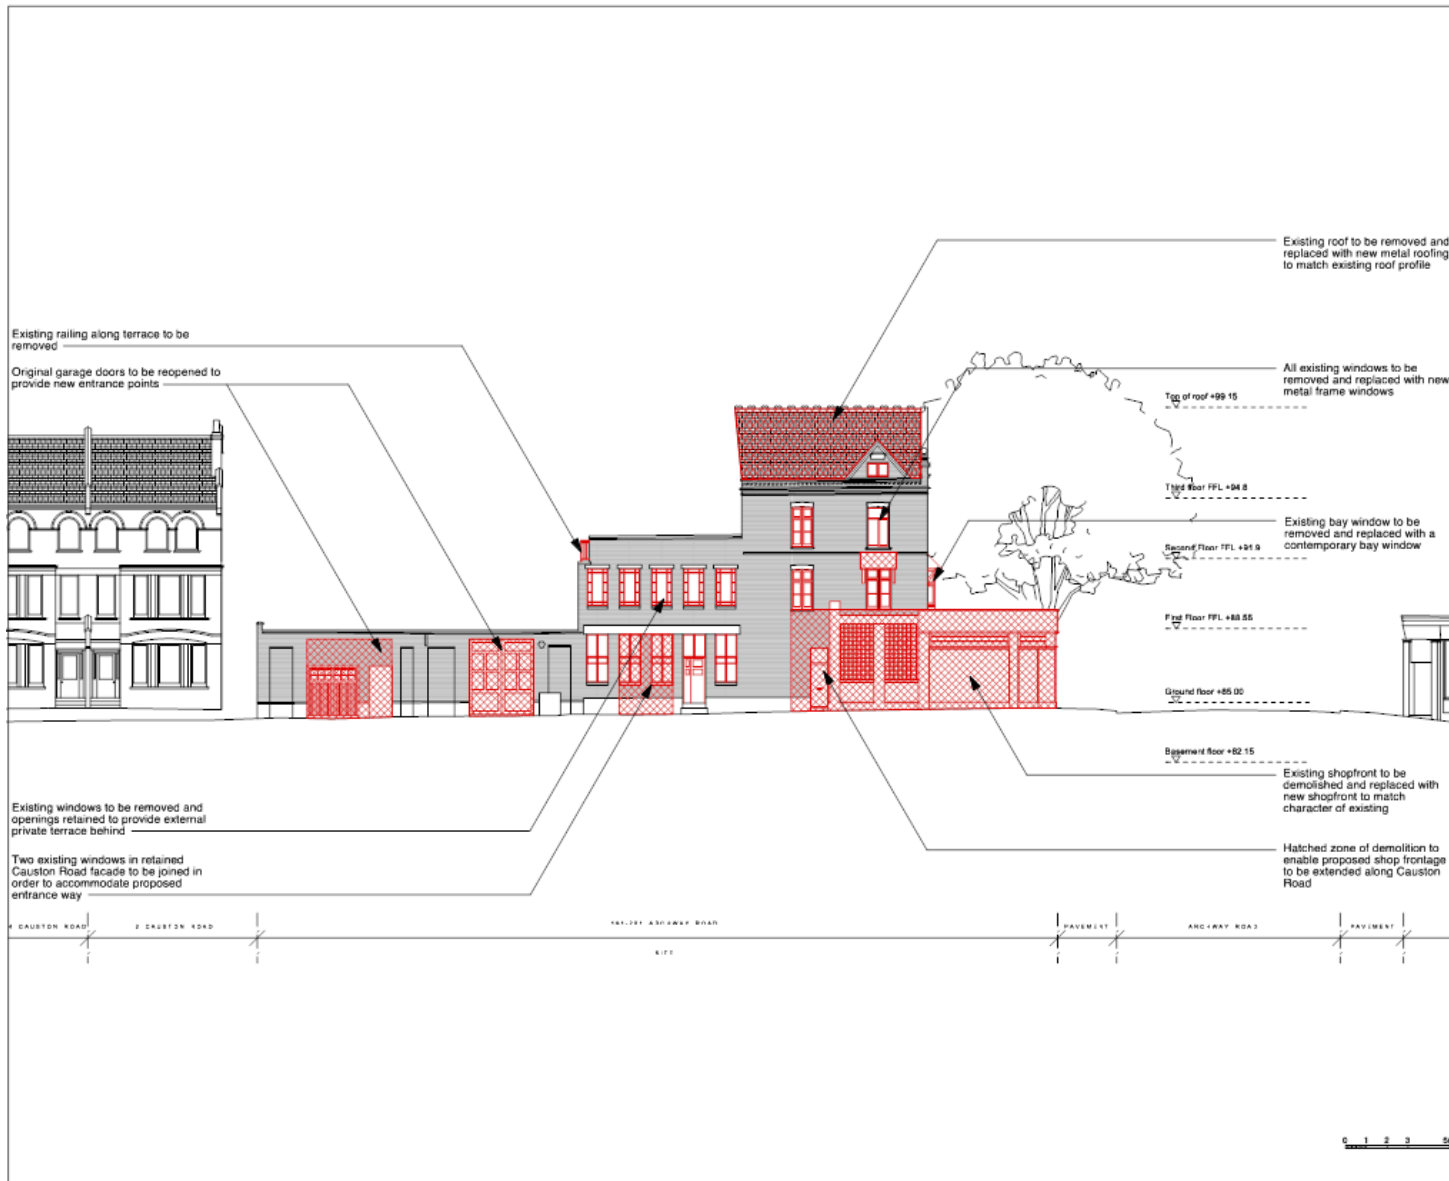 Existing roof to be removed and
replaced with new metal roofing
to match existing roof profile
Existing railing along terrace to be
removed
Original garage doors to be reopened to
provide new entrance points
All existing windows to be
removed and replaced with new
metal frame windows
Top of roof +99.15
Third floor FFL +94.8
Existing bay window to be
removed and replaced with a
contemporary bay window
Second Floor FFL +91.9
First Floor FFL +88.55
Ground floor +85.00
Basement floor +82.15
Existing shopfront to be
demolished and replaced with
new shopfront to match
character of existing
Existing windows to be removed and
openings retained to provide external
private terrace behind
Hatched zone of demolition to
enable proposed shop frontage
to be extended along Causton
Road
Two existing windows in retained
Causton Road facade to be joined in
order to accommodate proposed
entrance way
4 CAUSTON ROAD
2 CAUSTON ROAD
ARCHWAY ROAD
PAVEMENT
ARCHWAY ROAD
PAVEMENT
SITE
0 1 2 3